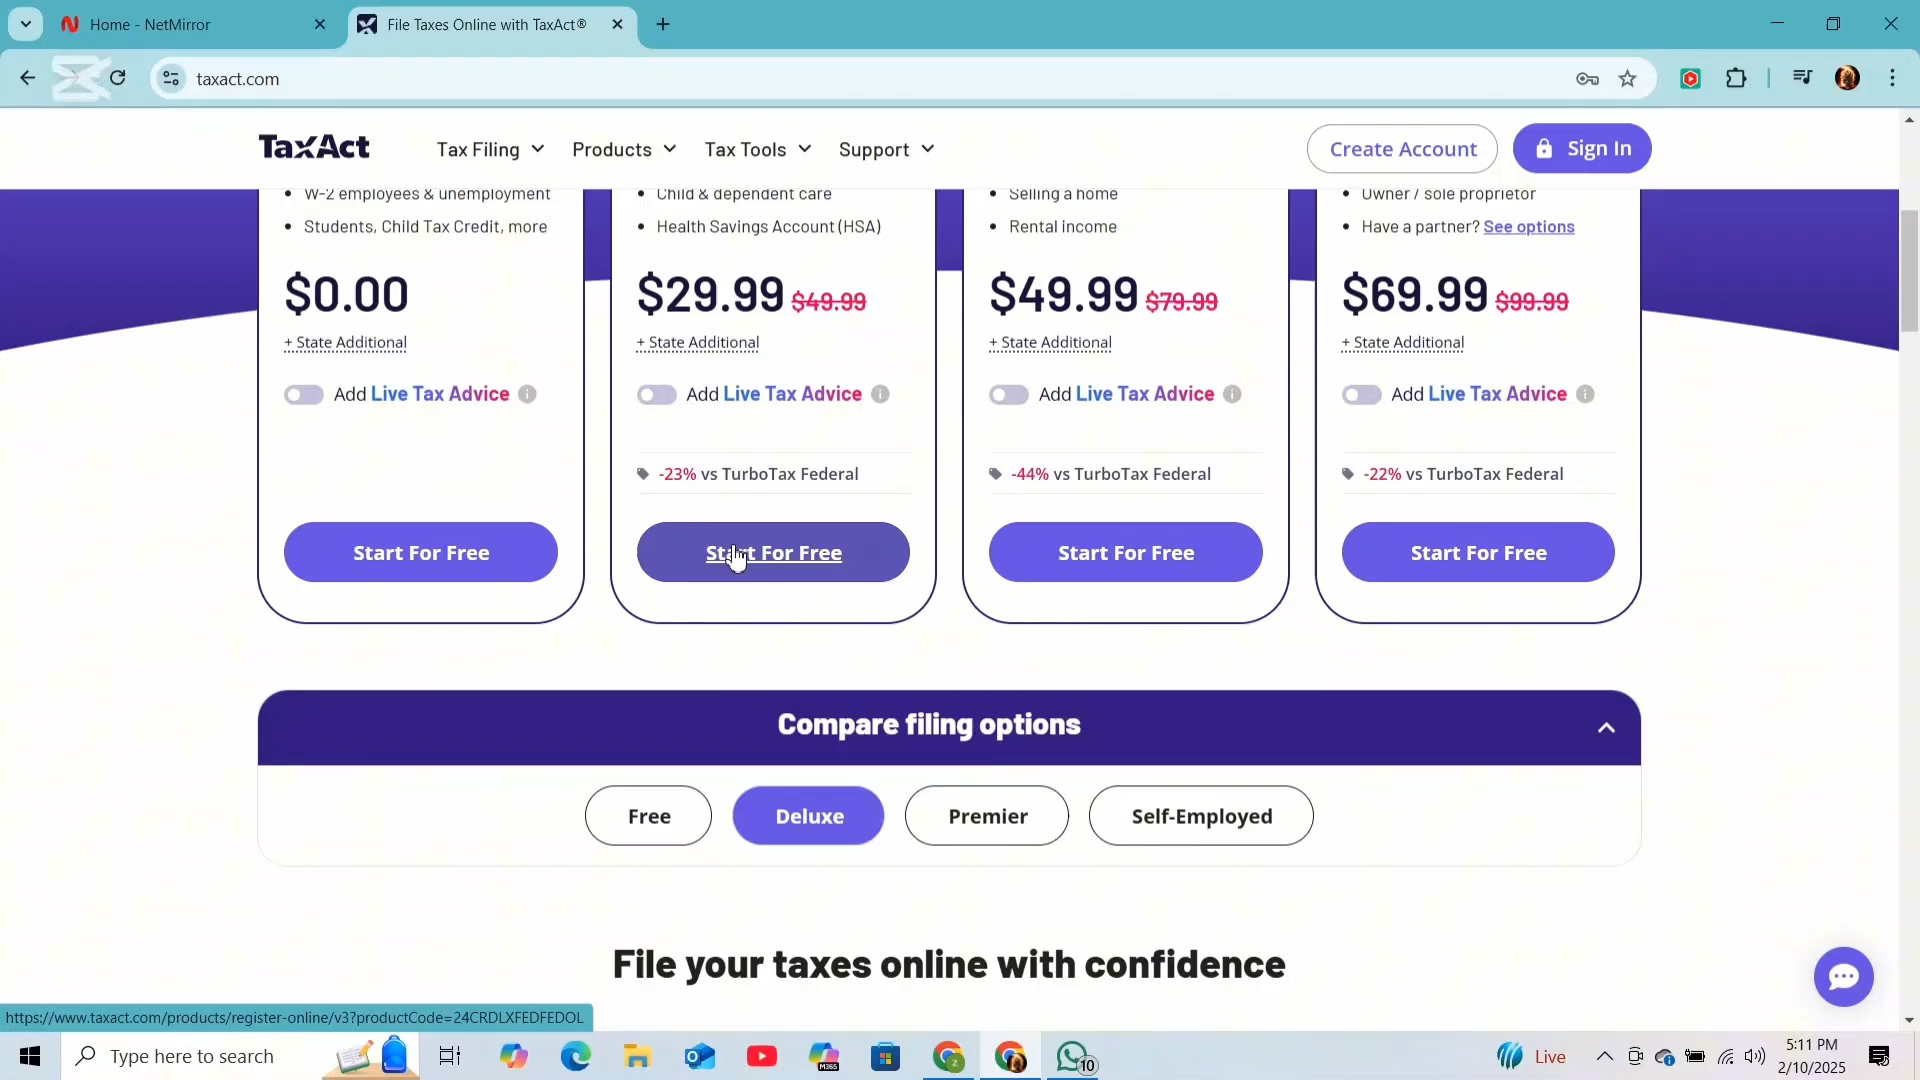 Home - NetMirror
File Taxes Online with TaxAct®
taxact.com
TaxAct
Tax Filing
Products
Tax Tools
Support
Create Account
Sign In
• W-2 employees & unemployment
• Students, Child Tax Credit, more
$0.00
+ State Additional
Add Live Tax Advice
Start For Free
• Child & dependent care
• Health Savings Account (HSA)
$29.99 $49.99
+ State Additional
Add Live Tax Advice
-23% vs TurboTax Federal
Start For Free
• Selling a home
• Rental income
$49.99 $79.99
+ State Additional
Add Live Tax Advice
-44% vs TurboTax Federal
Start For Free
• Owner / sole proprietor
• Have a partner? See options
$69.99 $99.99
+ State Additional
Add Live Tax Advice
-22% vs TurboTax Federal
Start For Free
Compare filing options
Free
Deluxe
Premier
Self-Employed
File your taxes online with confidence
https://www.taxact.com/products/register-online/v3?productCode=24CRDLXFEDFEDOL
Type here to search
M365
10
Live
5:11 PM
2/10/2025